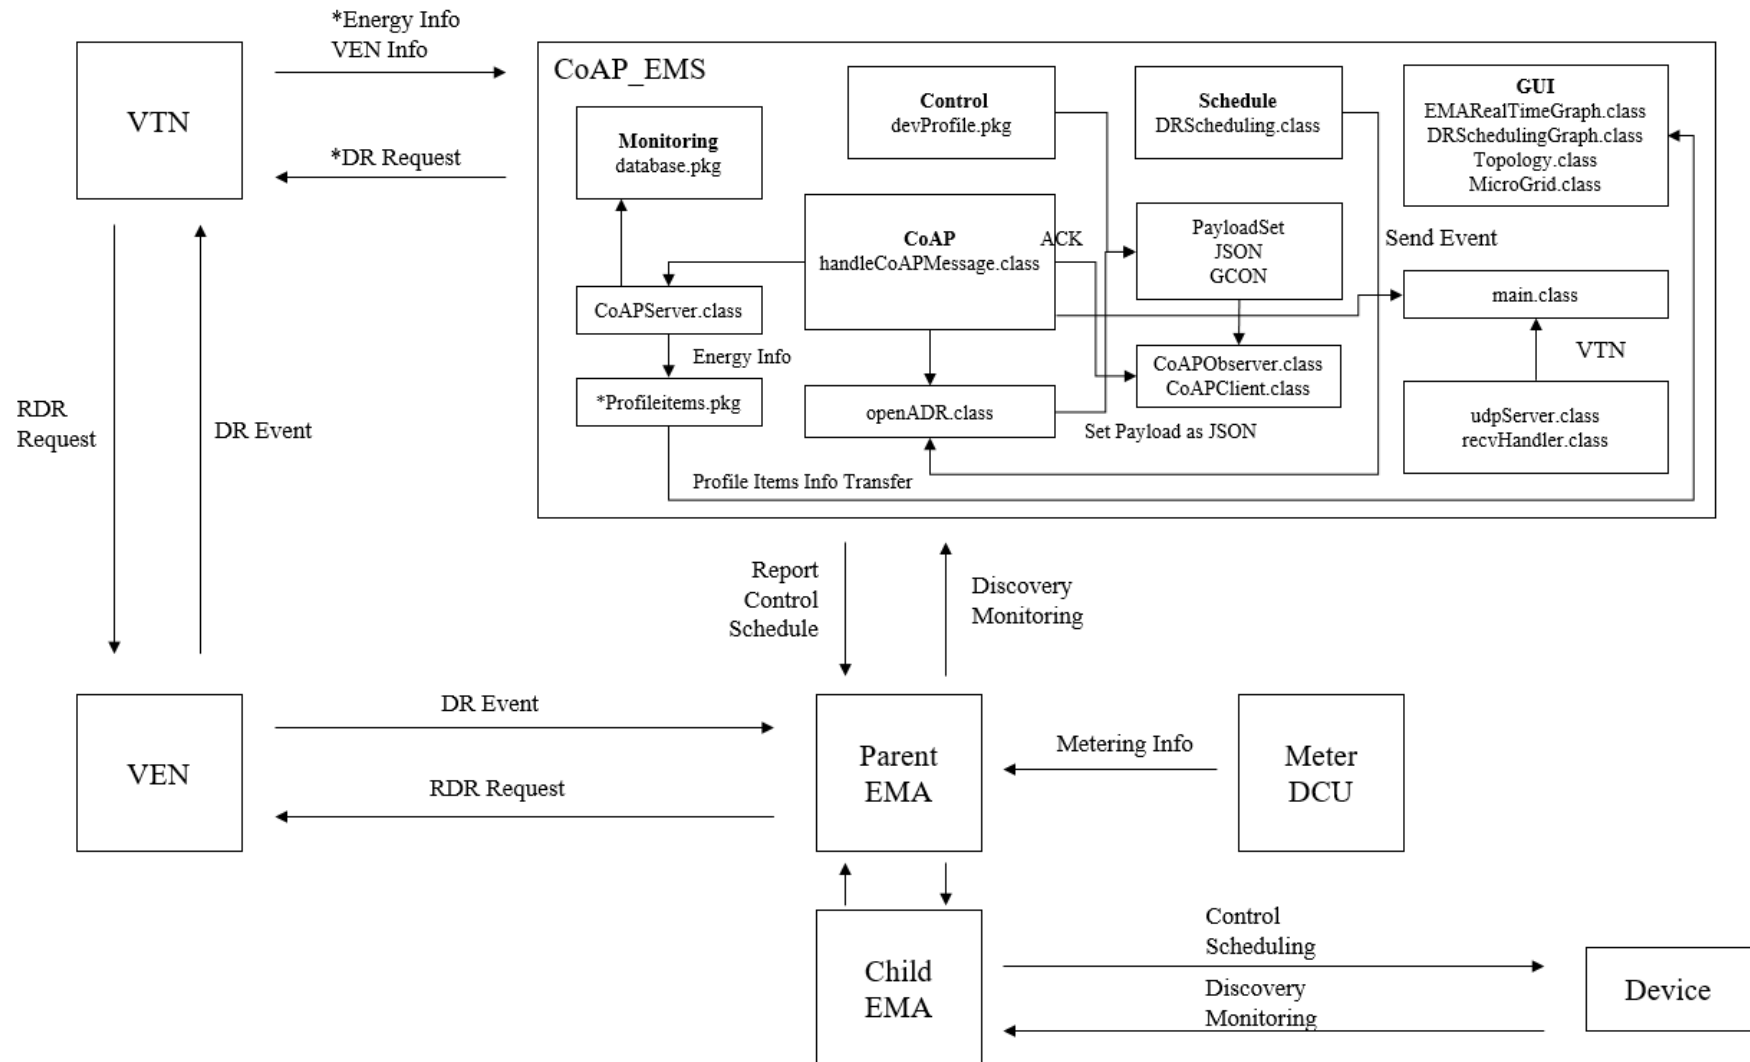 *Energy Info
VEN Info
VTN
*DR Request
CoAP_EMS
Monitoring
database.pkg
Control
devProfile.pkg
Schedule
DRScheduling.class
GUI
EMARealTimeGraph.class
DRSchedulingGraph.class
Topology.class
MicroGrid.class
CoAP
handleCoAPMessage.class
ACK
PayloadSet
JSON
GCON
Send Event
CoAPServer.class
main.class
Energy Info
CoAPObserver.class
CoAPClient.class
VTN
*Profileitems.pkg
openADR.class
Set Payload as JSON
udpServer.class
recvHandler.class
Profile Items Info Transfer
RDR
Request
DR Event
Report
Control
Schedule
Discovery
Monitoring
VEN
DR Event
RDR Request
Parent
EMA
Metering Info
Meter
DCU
Child
EMA
Control
Scheduling
Discovery
Monitoring
Device